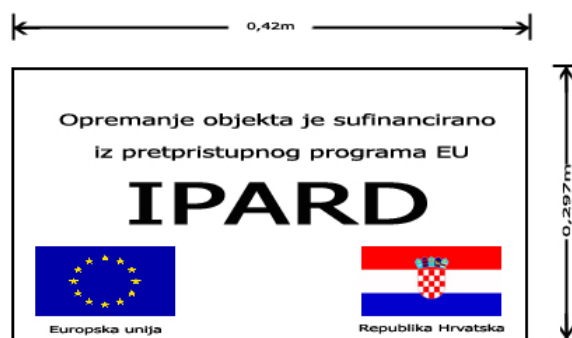 0,42m
Opremanje objekta je sufinancirano
iz pretpristupnog programa EU
IPARD
0,297m
Europska unija
Republika Hrvatska